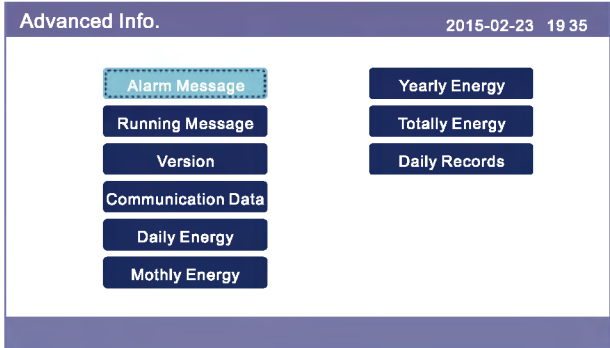 Advanced Info.
2015-02-23 19 35
Alarm Message
Running Message
Version
Communication Data
Daily Energy
Mothly Energy
Yearly Energy
Totally Energy
Daily Records